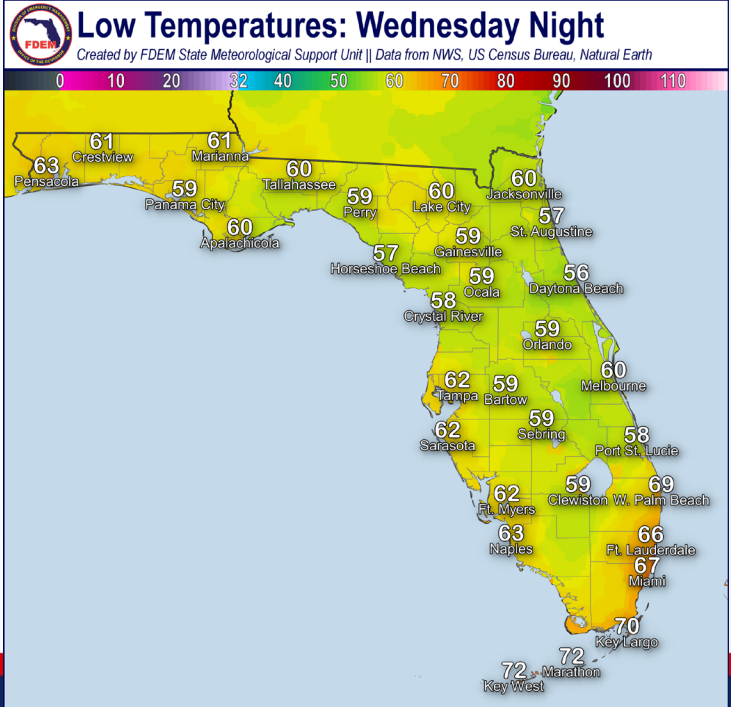 Low Temperatures: Wednesday Night
FDEM
Created by FDEM State Meteorological Support Unit || Data from NWS, US Census Bureau, Natural Earth
0 10 20 32 40 50 60 70 80 90 100 110
61
Crestview
61
Marianna
63
Pensacola
60
Tallahassee
59
Panama City
59
Perry
60
Lake City
60
Jacksonville
57
St. Augustine
60
Apalachicola
59
Gainesville
57
Horseshoe Beach
59
Ocala
56
Daytona Beach
58
Crystal River
59
Orlando
62
Tampa
59
Bartow
60
Melbourne
59
Sebring
62
Sarasota
58
Port St. Lucie
62
Ft. Myers
59
Clewiston
69
W. Palm Beach
63
Naples
66
Ft. Lauderdale
67
Miami
70
Key Largo
72
Marathon
72
Key West